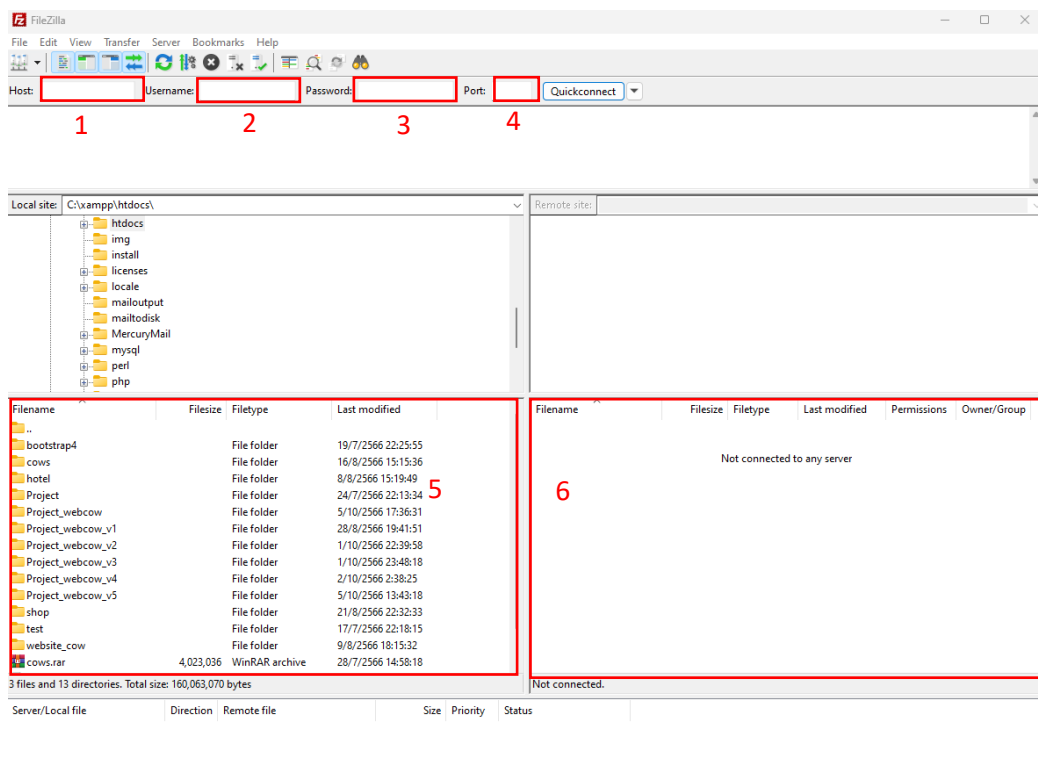 FileZilla
File Edit View Transfer Server Bookmarks Help
Host: Username: Password: Port: Quickconnect
1 2 3 4
Local site: C:\xampp\htdocs\ Remote site:
htdocs
img
install
licenses
locale
mailoutput
mailtodisk
MercuryMail
mysql
perl
php
Filename Filesize Filetype Last modified Filename Filesize Filetype Last modified Permissions Owner/Group
..
bootstrap4 File folder 19/7/2566 22:25:55
cows File folder 16/8/2566 15:15:36 Not connected to any server
hotel File folder 8/8/2566 15:19:49
Project File folder 24/7/2566 22:13:34 5 6
Project_webcow File folder 5/10/2566 17:36:31
Project_webcow_v1 File folder 28/8/2566 19:41:51
Project_webcow_v2 File folder 1/10/2566 22:39:58
Project_webcow_v3 File folder 1/10/2566 23:48:18
Project_webcow_v4 File folder 2/10/2566 2:38:25
Project_webcow_v5 File folder 5/10/2566 13:43:18
shop File folder 21/8/2566 22:32:33
test File folder 17/7/2566 22:18:15
website_cow File folder 9/8/2566 18:15:32
cows.rar 4,023,036 WinRAR archive 28/7/2566 14:58:18
3 files and 13 directories. Total size: 160,063,070 bytes Not connected.
Server/Local file Direction Remote file Size Priority Status